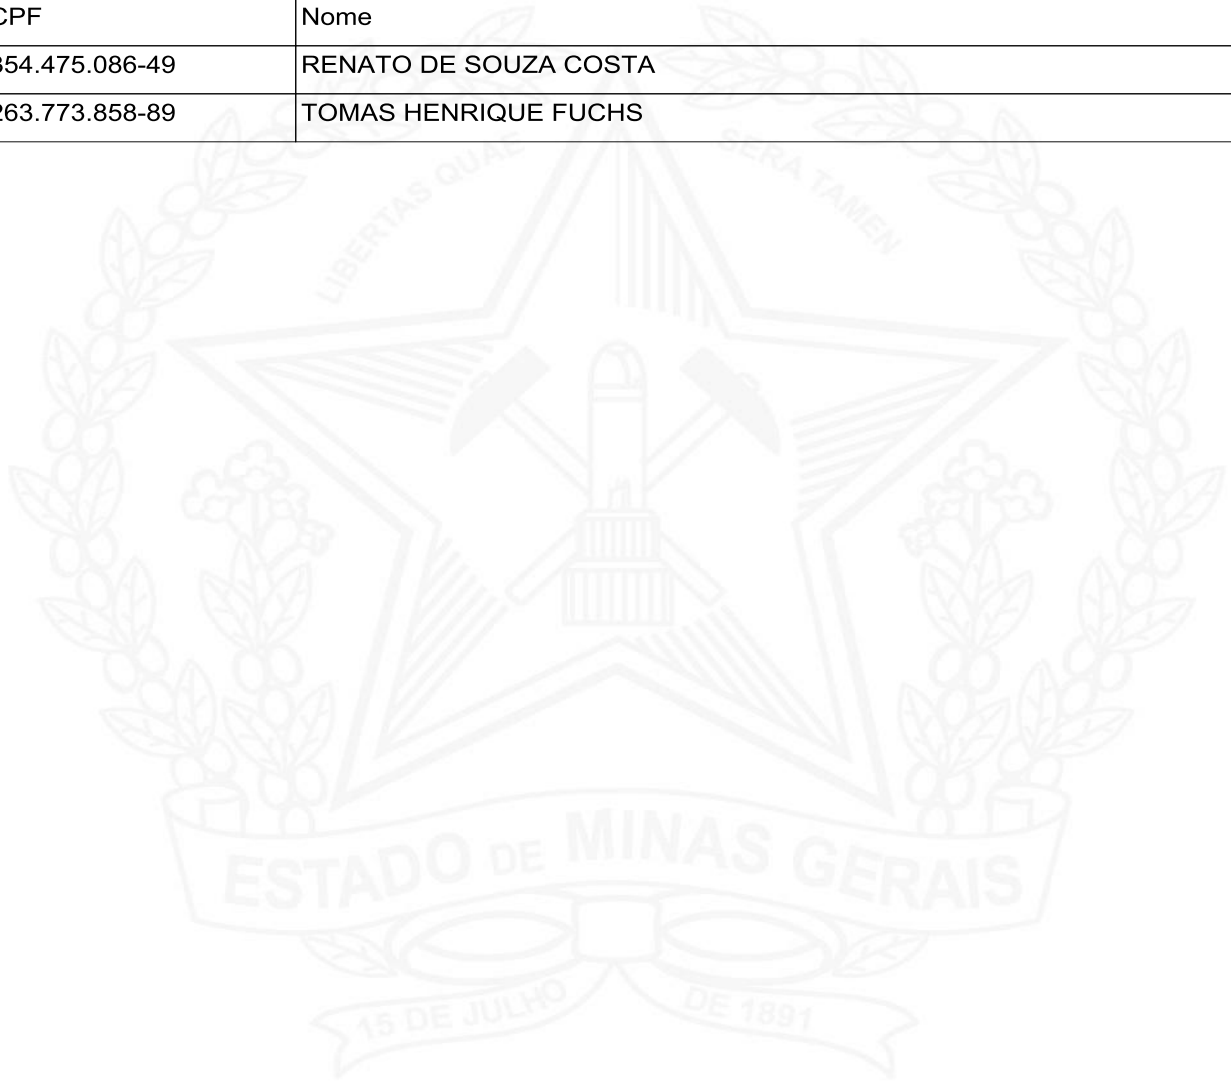 CPF Nome
354.475.086-49 RENATO DE SOUZA COSTA
263.773.858-89 TOMAS HENRIQUE FUCHS
LIBERTAS QUAE SERA TAMEN
ESTADO DE MINAS GERAIS
15 DE JULHO DE 1891